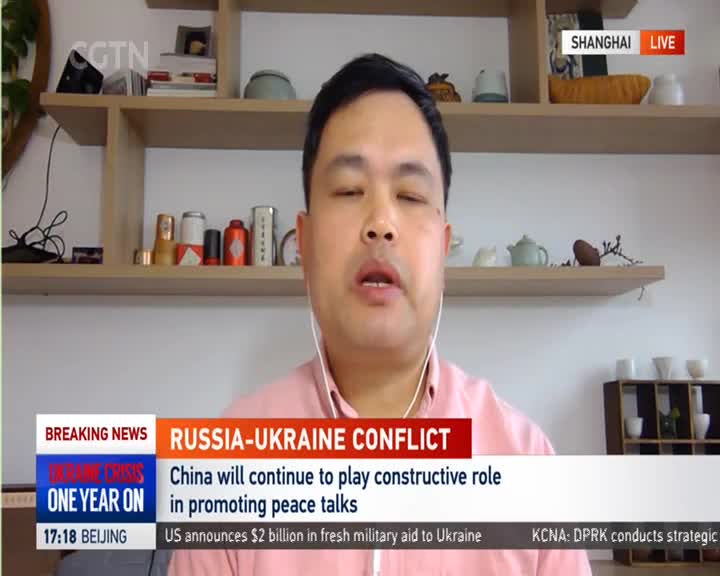 CGTN
SHANGHAI LIVE
BREAKING NEWS
RUSSIA-UKRAINE CONFLICT
UKRAINE CRISIS
ONE YEAR ON
China will continue to play constructive role
in promoting peace talks
17:18 BEIJING
US announces $2 billion in fresh military aid to Ukraine KCNA: DPRK conducts strategic